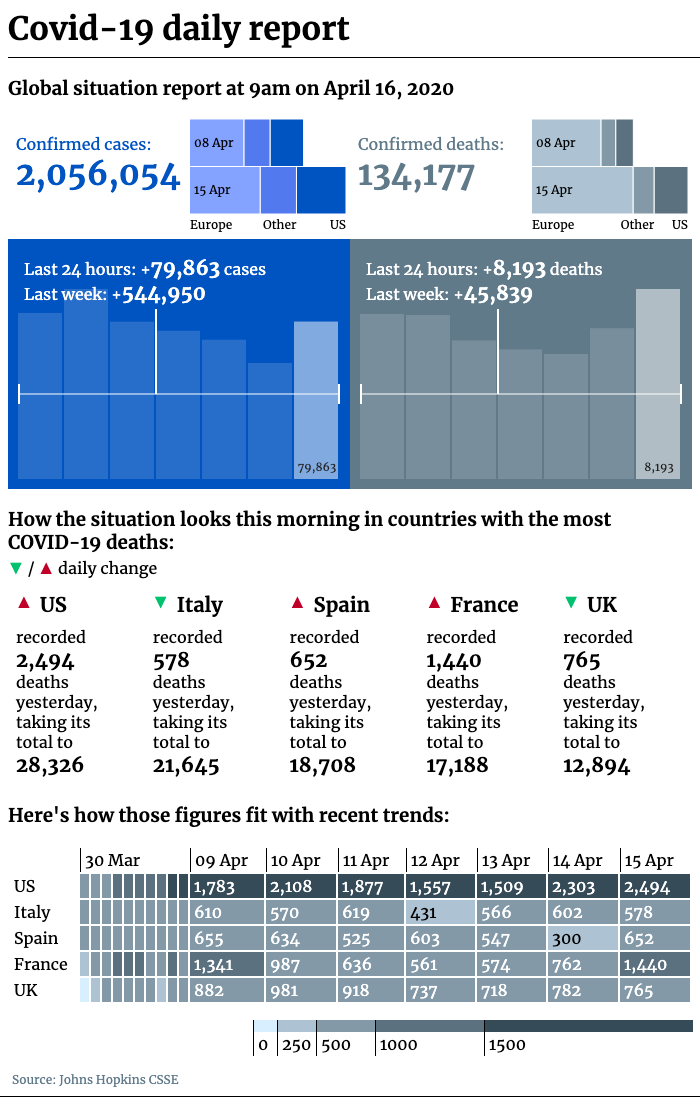 Covid-19 daily report
Global situation report at 9am on April 16, 2020
Confirmed cases:
2,056,054
08 Apr
15 Apr
Europe Other US
Confirmed deaths:
134,177
08 Apr
15 Apr
Europe Other US
Last 24 hours: +79,863 cases
Last week: +544,950
79,863
Last 24 hours: +8,193 deaths
Last week: +45,839
8,193
How the situation looks this morning in countries with the most
COVID-19 deaths:
▼ / ▲ daily change
▲ US
recorded
2,494
deaths
yesterday,
taking its
total to
28,326
▼ Italy
recorded
578
deaths
yesterday,
taking its
total to
21,645
▲ Spain
recorded
652
deaths
yesterday,
taking its
total to
18,708
▲ France
recorded
1,440
deaths
yesterday,
taking its
total to
17,188
▼ UK
recorded
765
deaths
yesterday,
taking its
total to
12,894
Here's how those figures fit with recent trends:
30 Mar 09 Apr 10 Apr 11 Apr 12 Apr 13 Apr 14 Apr 15 Apr
US 1,783 2,108 1,877 1,557 1,509 2,303 2,494
Italy 610 570 619 431 566 602 578
Spain 655 634 525 603 547 300 652
France 1,341 987 636 561 574 762 1,440
UK 882 981 918 737 718 782 765
0 250 500 1000 1500
Source: Johns Hopkins CSSE